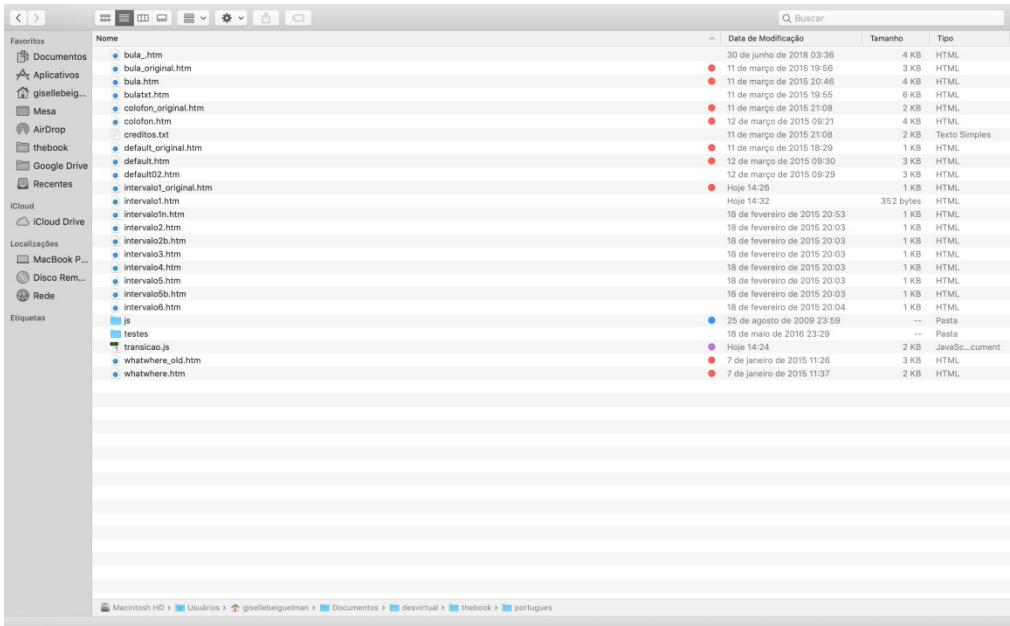 Buscar
Favoritos
Documentos
Aplicativos
gisellebeig...
Mesa
AirDrop
thebook
Google Drive
Recentes
iCloud
iCloud Drive
Localizações
MacBook P...
Disco Rem...
Rede
Etiquetas
Nome Data de Modificação Tamanho Tipo
bula_.htm 30 de junho de 2018 03:36 4 KB HTML
bula_original.htm 11 de março de 2015 19:56 3 KB HTML
bula.htm 11 de março de 2015 20:46 4 KB HTML
bulatxt.htm 11 de março de 2015 19:55 6 KB HTML
colofon_original.htm 11 de março de 2015 21:08 2 KB HTML
colofon.htm 12 de março de 2015 09:21 4 KB HTML
creditos.txt 11 de março de 2015 21:08 2 KB Texto Simples
default_original.htm 11 de março de 2015 18:29 1 KB HTML
default.htm 12 de março de 2015 09:30 3 KB HTML
default02.htm 12 de março de 2015 09:29 3 KB HTML
intervalo1_original.htm Hoje 14:26 1 KB HTML
intervalo1.htm Hoje 14:32 352 bytes HTML
intervalo1n.htm 18 de fevereiro de 2015 20:53 1 KB HTML
intervalo2.htm 18 de fevereiro de 2015 20:03 1 KB HTML
intervalo2b.htm 18 de fevereiro de 2015 20:03 1 KB HTML
intervalo3.htm 18 de fevereiro de 2015 20:03 1 KB HTML
intervalo4.htm 18 de fevereiro de 2015 20:03 1 KB HTML
intervalo5.htm 18 de fevereiro de 2015 20:03 1 KB HTML
intervalo5b.htm 18 de fevereiro de 2015 20:03 1 KB HTML
intervalo6.htm 18 de fevereiro de 2015 20:04 1 KB HTML
js 25 de agosto de 2009 23:59 -- Pasta
testes 18 de maio de 2016 23:29 -- Pasta
transicao.js Hoje 14:24 2 KB JavaSc...cument
whatwhere_old.htm 7 de janeiro de 2015 11:26 3 KB HTML
whatwhere.htm 7 de janeiro de 2015 11:37 2 KB HTML
Macintosh HD › Usuários › gisellebeiguelman › Documentos › desvirtual › thebook › portugues